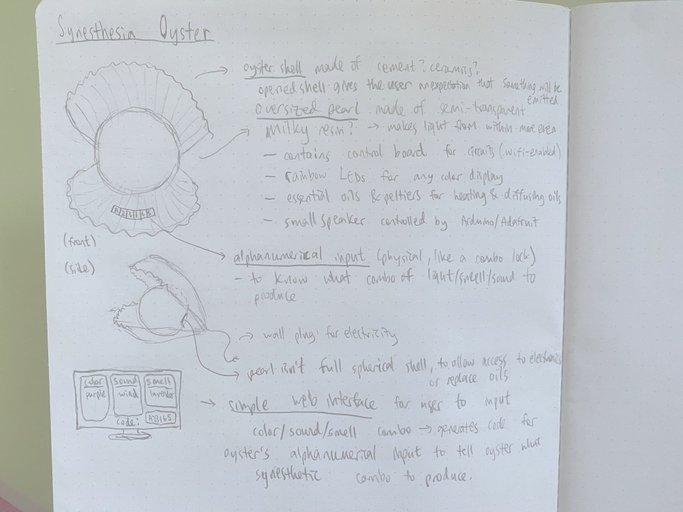 Synesthesia Oyster
oyster shell made of cement? ceramics?,
opened shell gives the user an expectation that something will be
emitted
oversized pearl made of semi-transparent
milky resin? → makes light from within more even
- contains control board for circuits (wifi-enabled)
- rainbow LEDs for any color display
- essential oils & peltiers for heating & diffusing oils
- small speaker controlled by Arduino/Adafruit
(front)
alphanumerical input (physical, like a combo lock)
- to know what combo of light/smell/sound to
produce
(side)
→ wall plug for electricity
pearl isn't full spherical shell, to allow access to electronics
or replace oils
color sound smell
purple wind lavender
code:
simple web interface for user to input
color/sound/smell combo → generates code for
oyster's alphanumerical input to tell oyster what
synesthetic combo to produce.